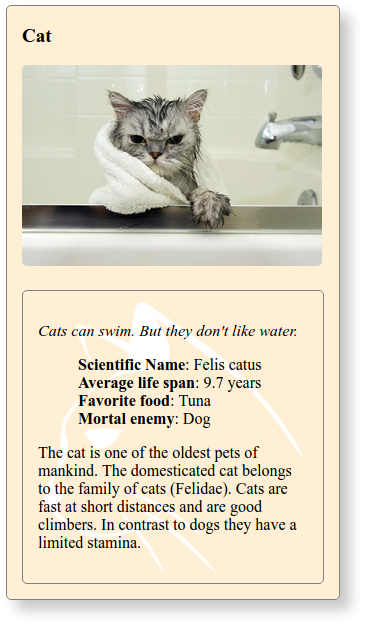 Cat
Cats can swim. But they don't like water.
Scientific Name: Felis catus
Average life span: 9.7 years
Favorite food: Tuna
Mortal enemy: Dog
The cat is one of the oldest pets of
mankind. The domesticated cat belongs
to the family of cats (Felidae). Cats are
fast at short distances and are good
climbers. In contrast to dogs they have a
limited stamina.